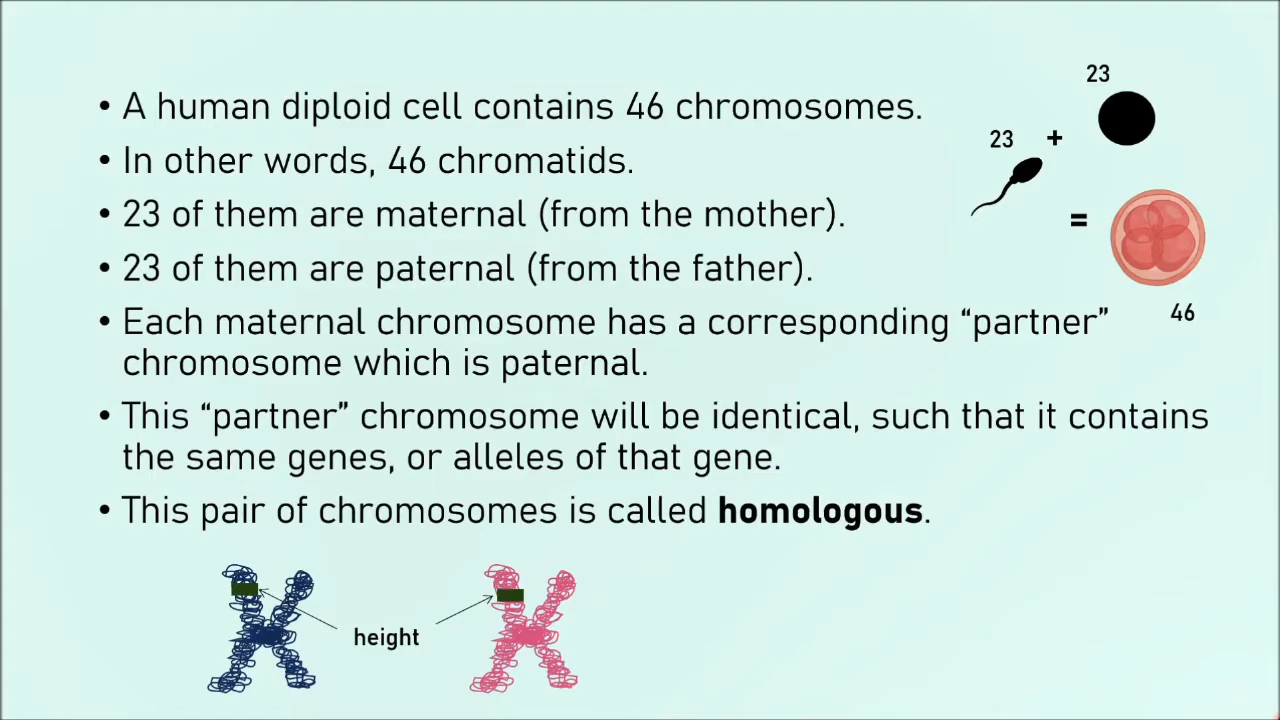 • A human diploid cell contains 46 chromosomes.
• In other words, 46 chromatids.
• 23 of them are maternal (from the mother).
• 23 of them are paternal (from the father).
• Each maternal chromosome has a corresponding “partner”
chromosome which is paternal.
• This “partner” chromosome will be identical, such that it contains
the same genes, or alleles of that gene.
• This pair of chromosomes is called homologous.
23
23 +
=
46
height